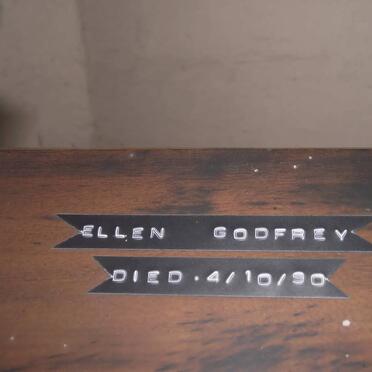 ELLEN GODFREY
DIED. 4/10/90